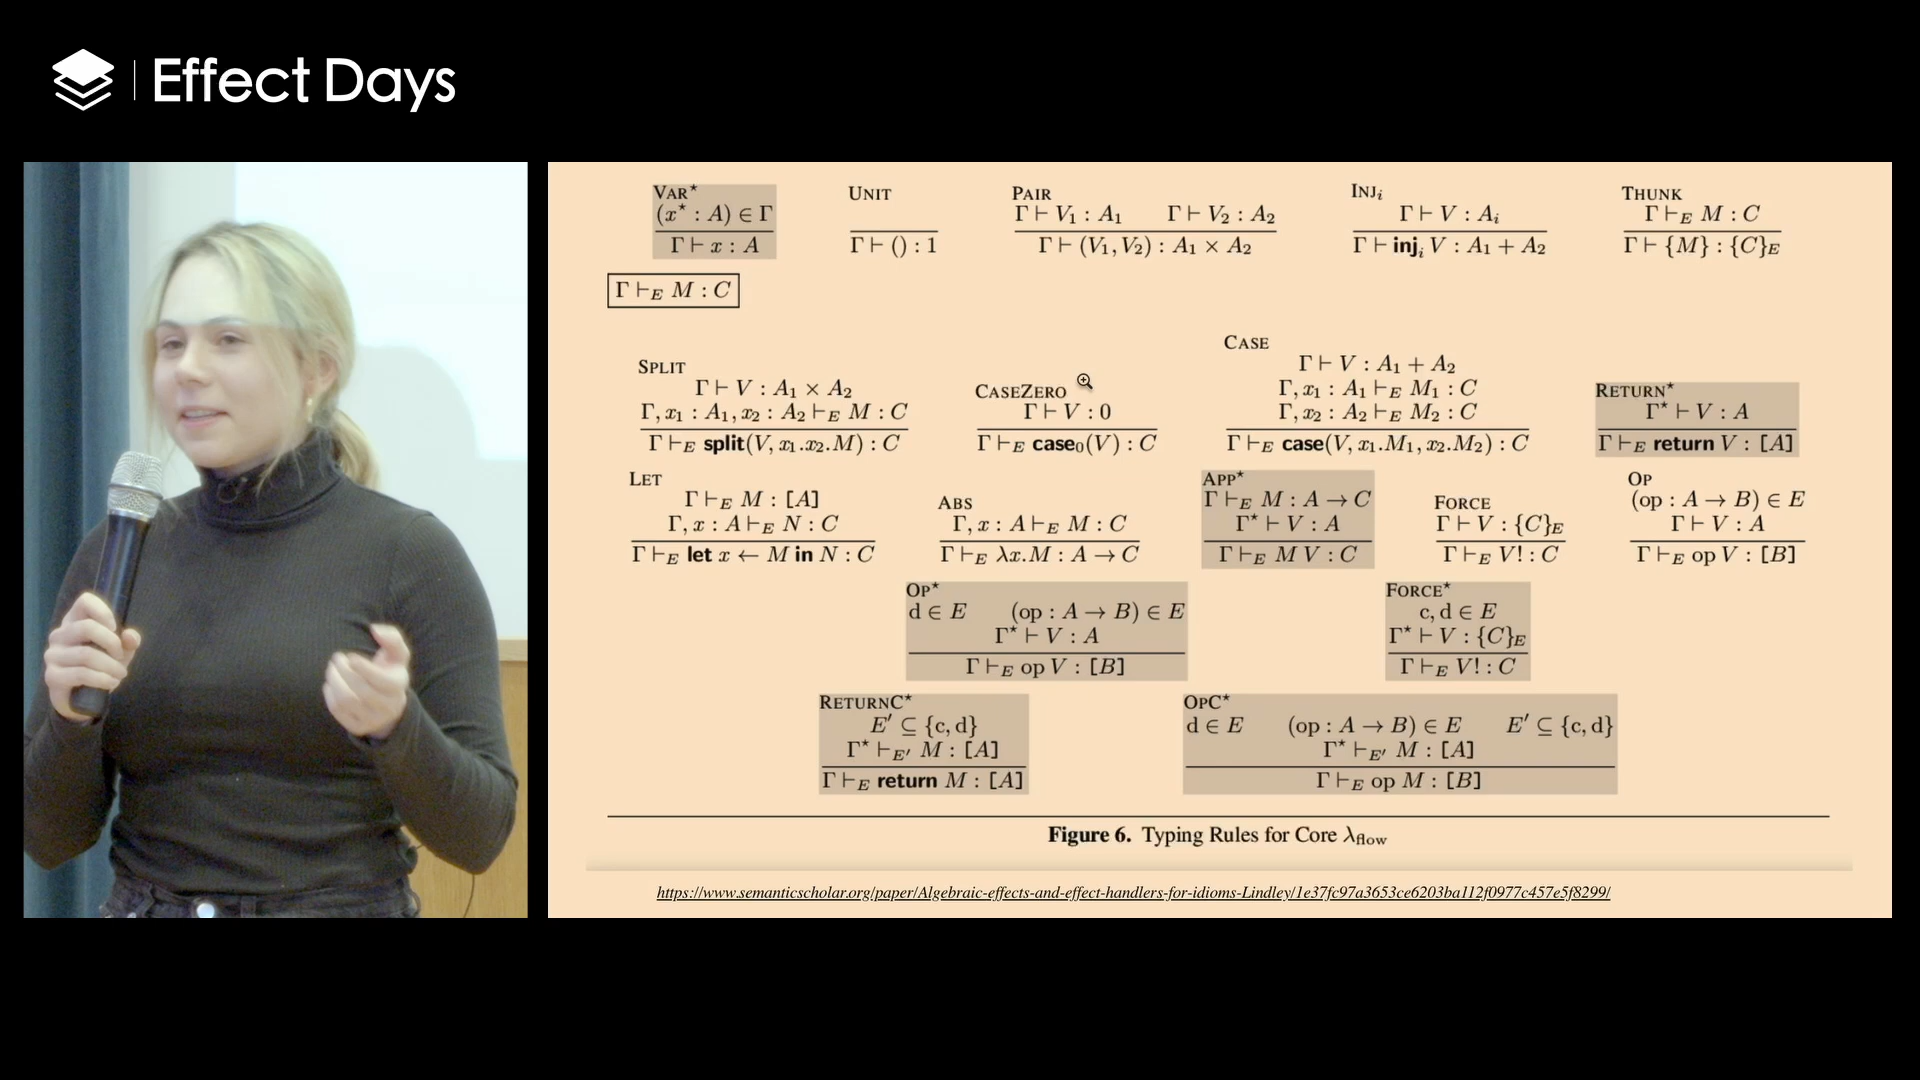 Effect Days
VAR* UNIT PAIR INJᵢ THUNK
(x* : A) ∈ Γ Γ ⊢ V₁ : A₁ Γ ⊢ V₂ : A₂ Γ ⊢ V : Aᵢ Γ ⊢_E M : C
Γ ⊢ x : A Γ ⊢ () : 1 Γ ⊢ (V₁, V₂) : A₁ × A₂ Γ ⊢ injᵢ V : A₁ + A₂ Γ ⊢ {M} : {C}_E
Γ ⊢_E M : C
SPLIT
Γ ⊢ V : A₁ × A₂
Γ, x₁ : A₁, x₂ : A₂ ⊢_E M : C
Γ ⊢_E split(V, x₁.x₂.M) : C
CASEZERO
Γ ⊢ V : 0
Γ ⊢_E case₀(V) : C
CASE
Γ ⊢ V : A₁ + A₂
Γ, x₁ : A₁ ⊢_E M₁ : C
Γ, x₂ : A₂ ⊢_E M₂ : C
Γ ⊢_E case(V, x₁.M₁, x₂.M₂) : C
RETURN*
Γ* ⊢ V : A
Γ ⊢_E return V : [A]
LET
Γ ⊢_E M : [A]
Γ, x : A ⊢_E N : C
Γ ⊢_E let x ← M in N : C
ABS
Γ, x : A ⊢_E M : C
Γ ⊢_E λx.M : A → C
APP*
Γ ⊢_E M : A → C
Γ* ⊢ V : A
Γ ⊢_E M V : C
FORCE
Γ ⊢ V : {C}_E
Γ ⊢_E V! : C
OP
(op : A → B) ∈ E
Γ ⊢ V : A
Γ ⊢_E op V : [B]
OP*
d ∈ E (op : A → B) ∈ E
Γ* ⊢ V : A
Γ ⊢_E op V : [B]
FORCE*
c, d ∈ E
Γ* ⊢ V : {C}_E
Γ ⊢_E V! : C
RETURNC*
E′ ⊆ {c, d}
Γ* ⊢_E′ M : [A]
Γ ⊢_E return M : [A]
OPC*
d ∈ E (op : A → B) ∈ E E′ ⊆ {c, d}
Γ* ⊢_E′ M : [A]
Γ ⊢_E op M : [B]
Figure 6. Typing Rules for Core λ_flow
https://www.semanticscholar.org/paper/Algebraic-effects-and-effect-handlers-for-idioms-Lindley/1e37fc97a3653ce6203ba112f0977c457e5f8299/